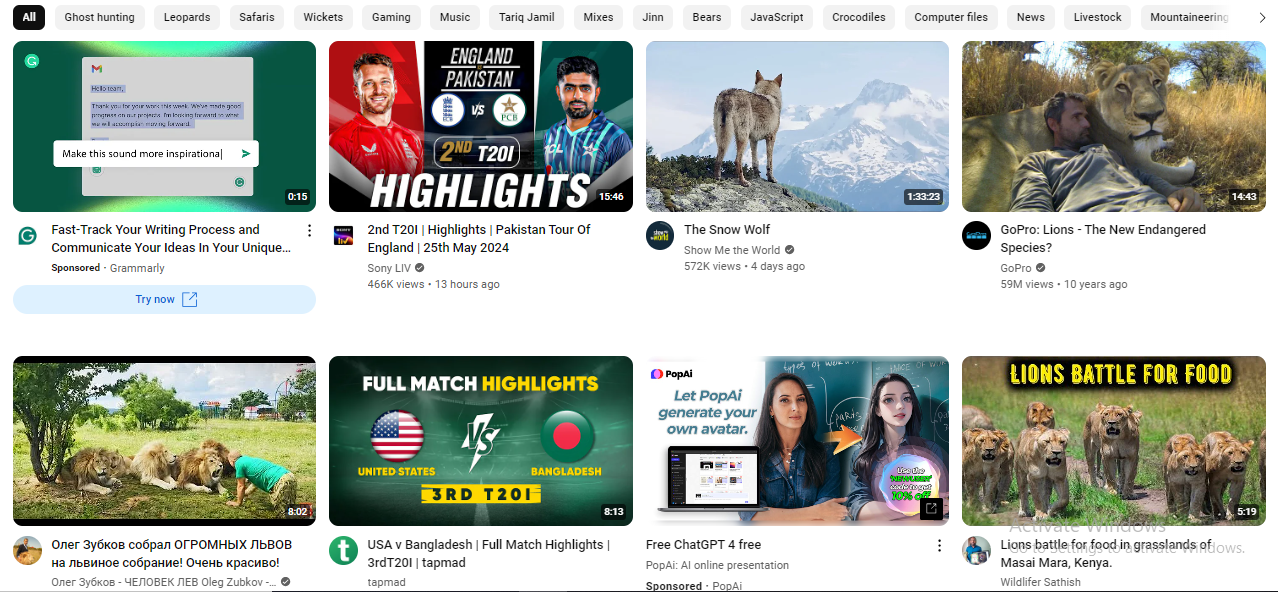 All
Ghost hunting
Leopards
Safaris
Wickets
Gaming
Music
Tariq Jamil
Mixes
Jinn
Bears
JavaScript
Crocodiles
Computer files
News
Livestock
Mountaineering
Hello team,
Thank you for your work this week. We've made good
progress on our projects. I'm looking forward to what
we will accomplish moving forward.
Make this sound more inspirational
0:15
Fast-Track Your Writing Process and
Communicate Your Ideas In Your Unique...
Sponsored · Grammarly
Try now
ENGLAND
PAKISTAN
VS
PCB
2ND T20I
HIGHLIGHTS
15:46
Sony
liv
2nd T20I | Highlights | Pakistan Tour Of
England | 25th May 2024
Sony LIV
466K views • 13 hours ago
1:33:23
The Snow Wolf
Show Me the World
572K views • 4 days ago
14:43
GoPro: Lions - The New Endangered
Species?
GoPro
59M views • 10 years ago
8:02
Олег Зубков собрал ОГРОМНЫХ ЛЬВОВ
на львиное собрание! Очень красиво!
Олег Зубков - ЧЕЛОВЕК ЛЕВ Oleg Zubkov -...
FULL MATCH HIGHLIGHTS
VS
UNITED STATES
BANGLADESH
3RD T20I
8:13
t
USA v Bangladesh | Full Match Highlights |
3rdT20I | tapmad
tapmad
PopAi
Let PopAi
generate your
own avatar.
Use the
code to get
10% off
Free ChatGPT 4 free
PopAi: AI online presentation
Sponsored · PopAi
LIONS BATTLE FOR FOOD
5:19
Lions battle for food in grasslands of
Masai Mara, Kenya.
Wildlifer Sathish
Activate Windows
Go to Settings to activate Windows.